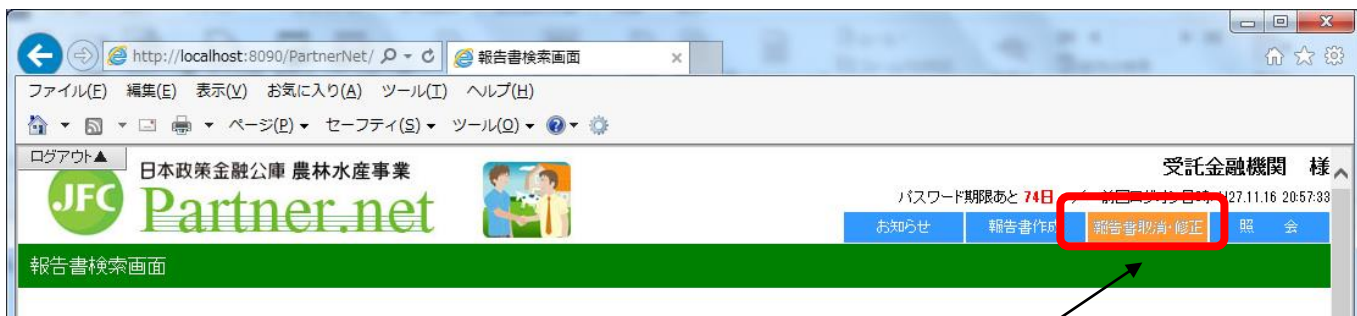 http://localhost:8090/PartnerNet/
報告書検索画面
ファイル(F) 編集(E) 表示(V) お気に入り(A) ツール(T) ヘルプ(H)
ページ(P) セーフティ(S) ツール(O)
ログアウト▲
日本政策金融公庫 農林水産事業
受託金融機関 様
JFC
Partner.net
パスワード期限あと 74日
27.11.16 20:57:33
お知らせ 報告書作成 報告書取消・修正 照 会
報告書検索画面